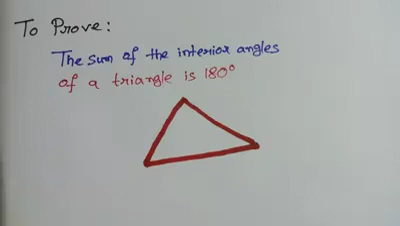 To Prove:
The sum of the interior angles
of a triangle is 180°